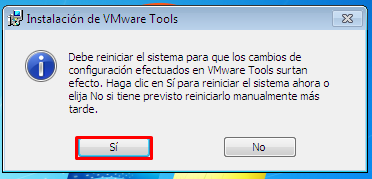 Instalación de VMware Tools
Debe reiniciar el sistema para que los cambios de
configuración efectuados en VMware Tools surtan
efecto. Haga clic en Sí para reiniciar el sistema ahora o
elija No si tiene previsto reiniciarlo manualmente más
tarde.
Sí
No